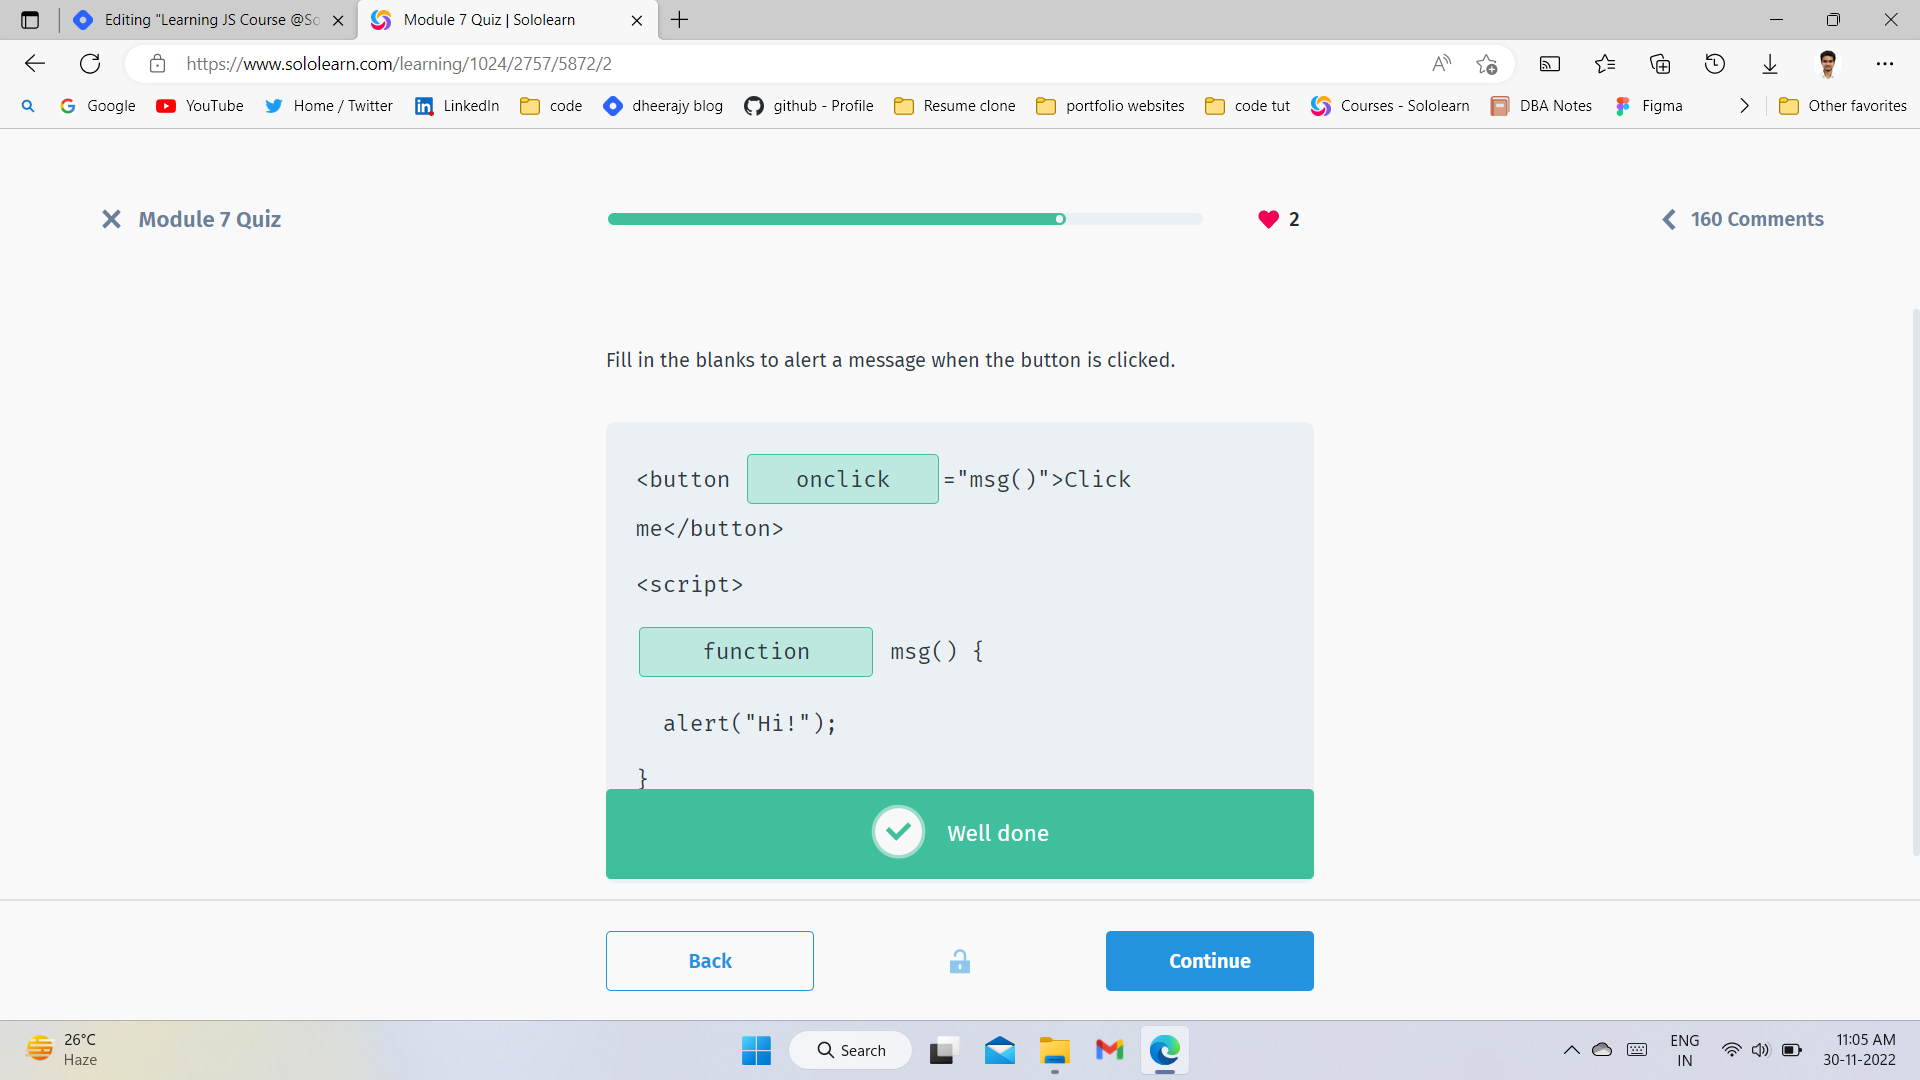 Editing "Learning JS Course @So
Module 7 Quiz | Sololearn
https://www.sololearn.com/learning/1024/2757/5872/2
Google
YouTube
Home / Twitter
LinkedIn
code
dheerajy blog
github - Profile
Resume clone
portfolio websites
code tut
Courses - Sololearn
DBA Notes
Figma
Other favorites
Module 7 Quiz
2
160 Comments
Fill in the blanks to alert a message when the button is clicked.
<button onclick ="msg()">Click
me</button>
<script>
function msg() {
alert("Hi!");
}
Well done
Back
Continue
26°C
Haze
Search
ENG
IN
11:05 AM
30-11-2022